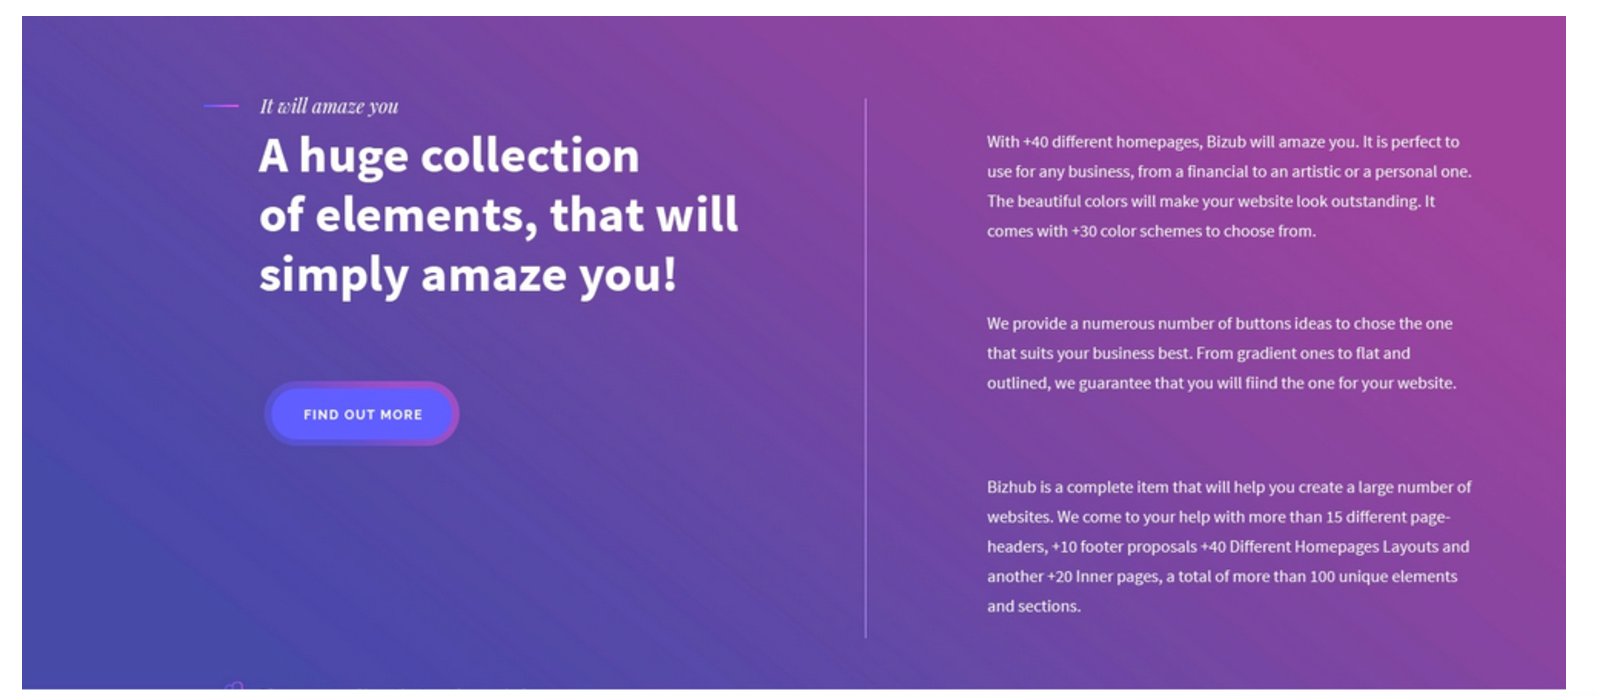 It will amaze you
A huge collection
of elements, that will
simply amaze you!
FIND OUT MORE
With +40 different homepages, Bizub will amaze you. It is perfect to
use for any business, from a financial to an artistic or a personal one.
The beautiful colors will make your website look outstanding. It
comes with +30 color schemes to choose from.
We provide a numerous number of buttons ideas to chose the one
that suits your business best. From gradient ones to flat and
outlined, we guarantee that you will fiind the one for your website.
Bizhub is a complete item that will help you create a large number of
websites. We come to your help with more than 15 different page-
headers, +10 footer proposals +40 Different Homepages Layouts and
another +20 Inner pages, a total of more than 100 unique elements
and sections.